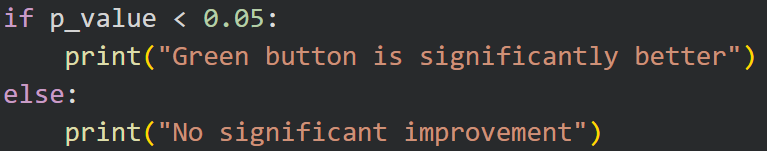 if p_value < 0.05:
    print("Green button is significantly better")
else:
    print("No significant improvement")